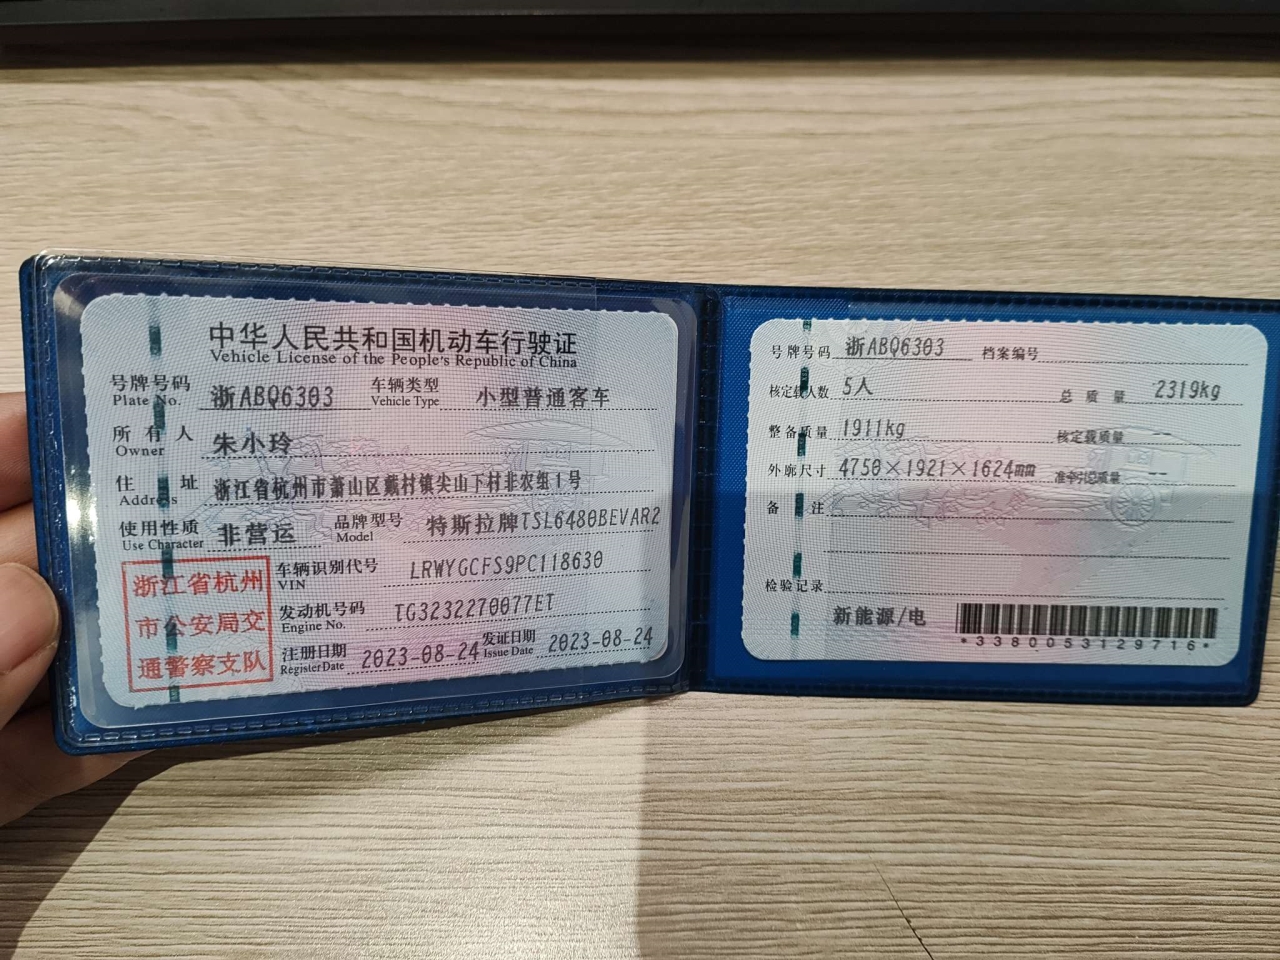 中华人民共和国机动车行驶证
Vehicle License of the People's Republic of China
号牌号码 浙ABQ6303 车辆类型 小型普通客车
Plate No. Vehicle Type
所有人 朱小玲
Owner
住址 浙江省杭州市萧山区戴村镇尖山下村非农组1号
Address
使用性质 非营运 品牌型号 特斯拉牌TSL6480BEVAR2
Use Character Model
浙江省杭州
市公安局交
通警察支队
车辆识别代号 LRWYGCFS9PC118630
VIN
发动机号码 TG3232270077ET
Engine No.
注册日期 2023-08-24 发证日期 2023-08-24
Register Date Issue Date
号牌号码 浙ABQ6303 档案编号
核定载人数 5人 总质量 2319kg
整备质量 1911kg 核定载质量 --
外廓尺寸 4750×1921×1624mm 准牵引总质量 --
备注
检验记录
新能源/电
*3380053129716*